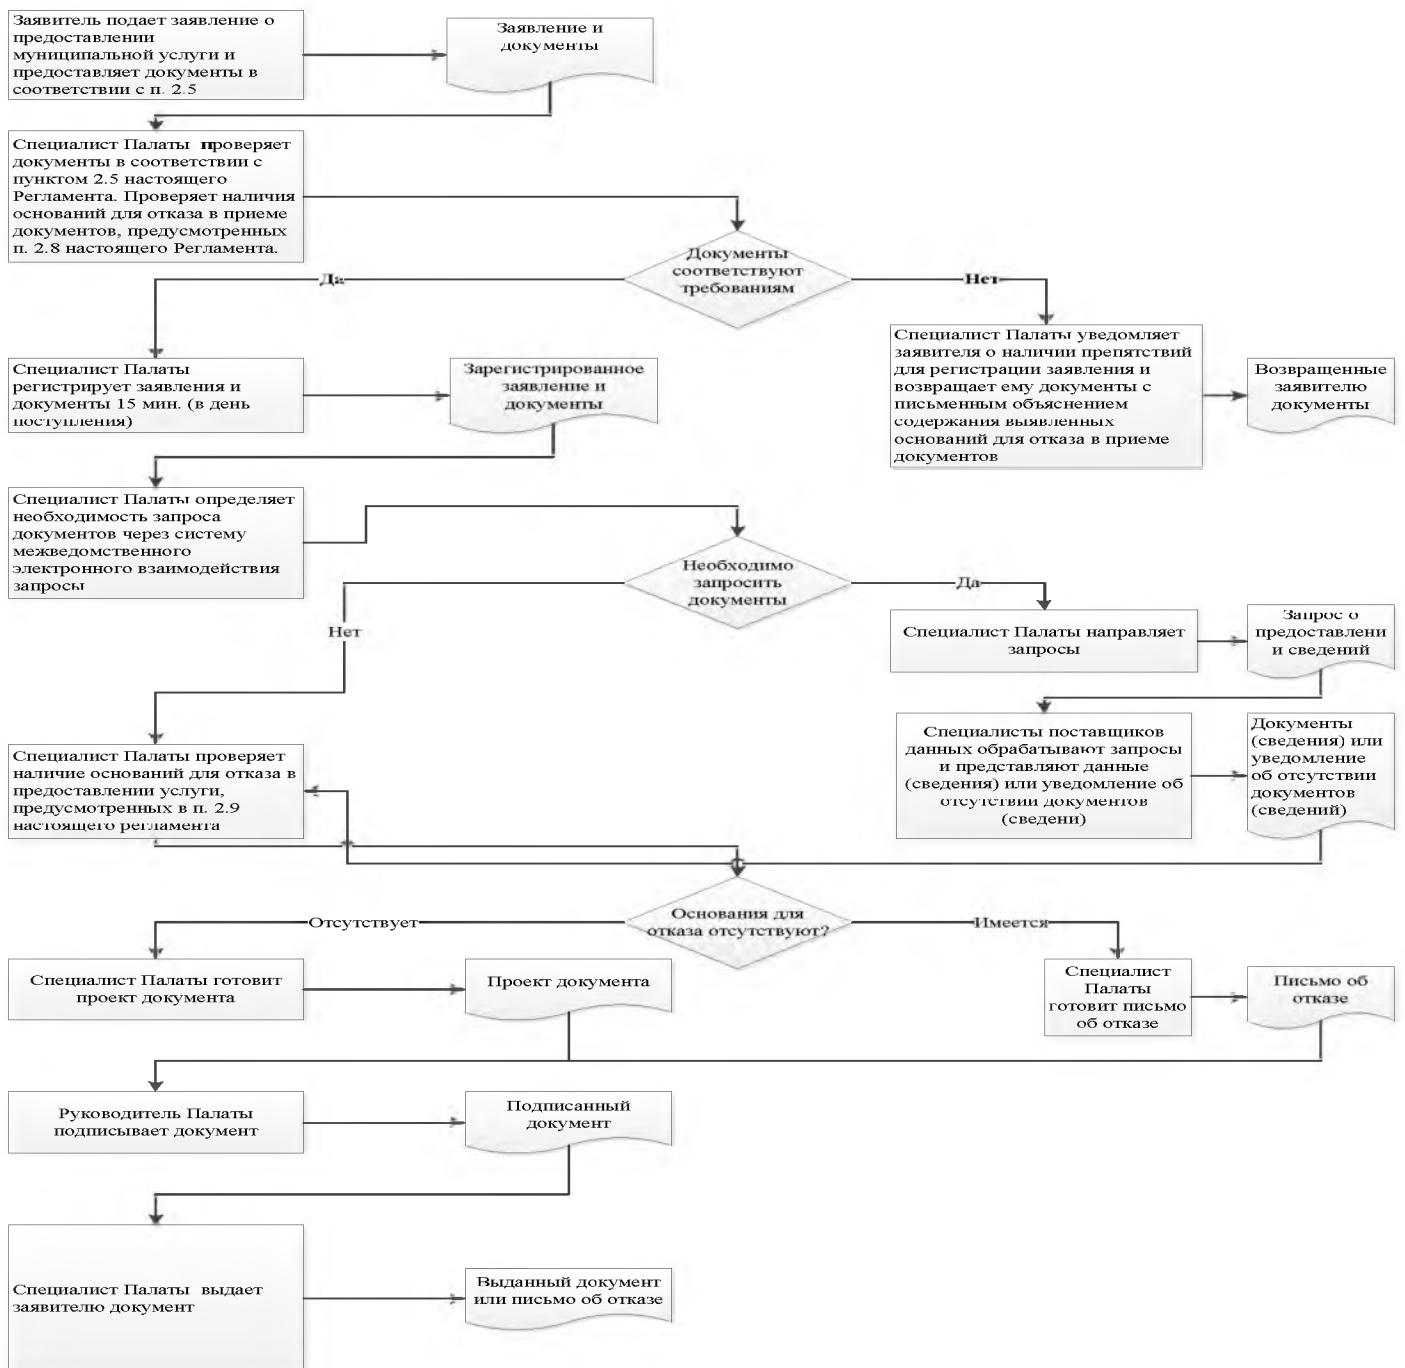 Заявитель подает заявление о
предоставлении
муниципальной услуги и
предоставляет документы в
соответствии с п. 2.5
Заявление и
документы
Специалист Палаты проверяет
документы в соответствии с
пунктом 2.5 настоящего
Регламента. Проверяет наличия
оснований для отказа в приеме
документов, предусмотренных
п. 2.8 настоящего Регламента.
Документы
соответствуют
требованиям
Да
Нет
Специалист Палаты
регистрирует заявления и
документы 15 мин. (в день
поступления)
Зарегистрированное
заявление и
документы
Специалист Палаты уведомляет
заявителя о наличии препятствий
для регистрации заявления и
возвращает ему документы с
письменным объяснением
содержания выявленных
оснований для отказа в приеме
документов
Возвращенные
заявителю
документы
Специалист Палаты определяет
необходимость запроса
документов через систему
межведомственного
электронного взаимодействия
запросы
Необходимо
запросить
документы
Да
Нет
Специалист Палаты направляет
запросы
Запрос о
предоставлени
и сведений
Специалисты поставщиков
данных обрабатывают запросы
и представляют данные
(сведения) или уведомление об
отсутствии документов
(сведени)
Документы
(сведения) или
уведомление
об отсутствии
документов
(сведений)
Специалист Палаты проверяет
наличие оснований для отказа в
предоставлении услуги,
предусмотренных в п. 2.9
настоящего регламента
Основания для
отказа отсутствуют?
Отсутствует
Имеется
Специалист Палаты готовит
проект документа
Проект документа
Специалист
Палаты
готовит письмо
об отказе
Письмо об
отказе
Руководитель Палаты
подписывает документ
Подписанный
документ
Специалист Палаты выдает
заявителю документ
Выданный документ
или письмо об отказе